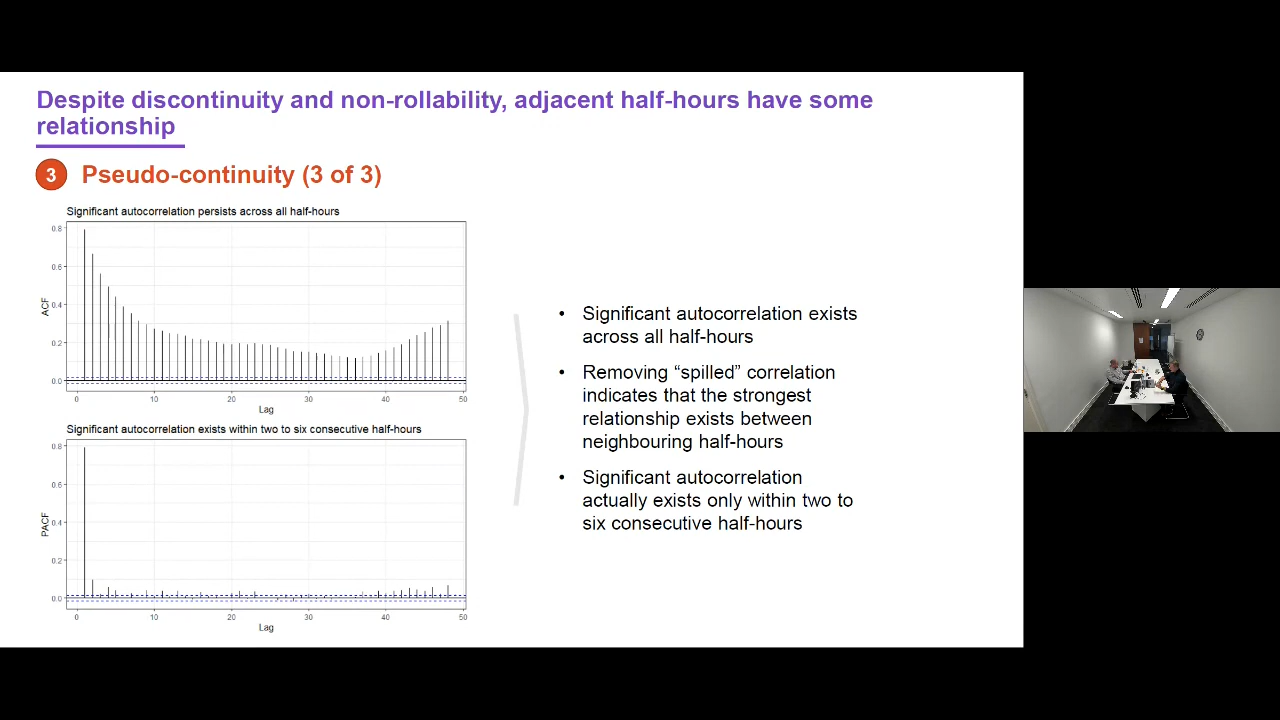 Despite discontinuity and non-rollability, adjacent half-hours have some
relationship
3 Pseudo-continuity (3 of 3)
Significant autocorrelation persists across all half-hours
0.8
0.6
0.4
0.2
0.0
ACF
0 10 20 30 40 50
Lag
Significant autocorrelation exists within two to six consecutive half-hours
0.8
0.6
0.4
0.2
0.0
PACF
0 10 20 30 40 50
Lag
• Significant autocorrelation exists
across all half-hours
• Removing “spilled” correlation
indicates that the strongest
relationship exists between
neighbouring half-hours
• Significant autocorrelation
actually exists only within two to
six consecutive half-hours